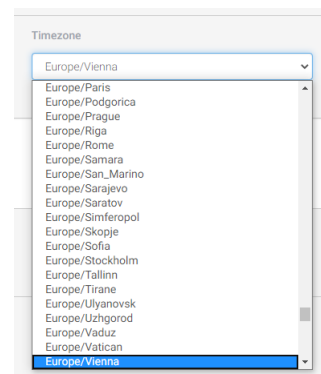 Timezone
Europe/Vienna
Europe/Paris
Europe/Podgorica
Europe/Prague
Europe/Riga
Europe/Rome
Europe/Samara
Europe/San_Marino
Europe/Sarajevo
Europe/Saratov
Europe/Simferopol
Europe/Skopje
Europe/Sofia
Europe/Stockholm
Europe/Tallinn
Europe/Tirane
Europe/Ulyanovsk
Europe/Uzhgorod
Europe/Vaduz
Europe/Vatican
Europe/Vienna